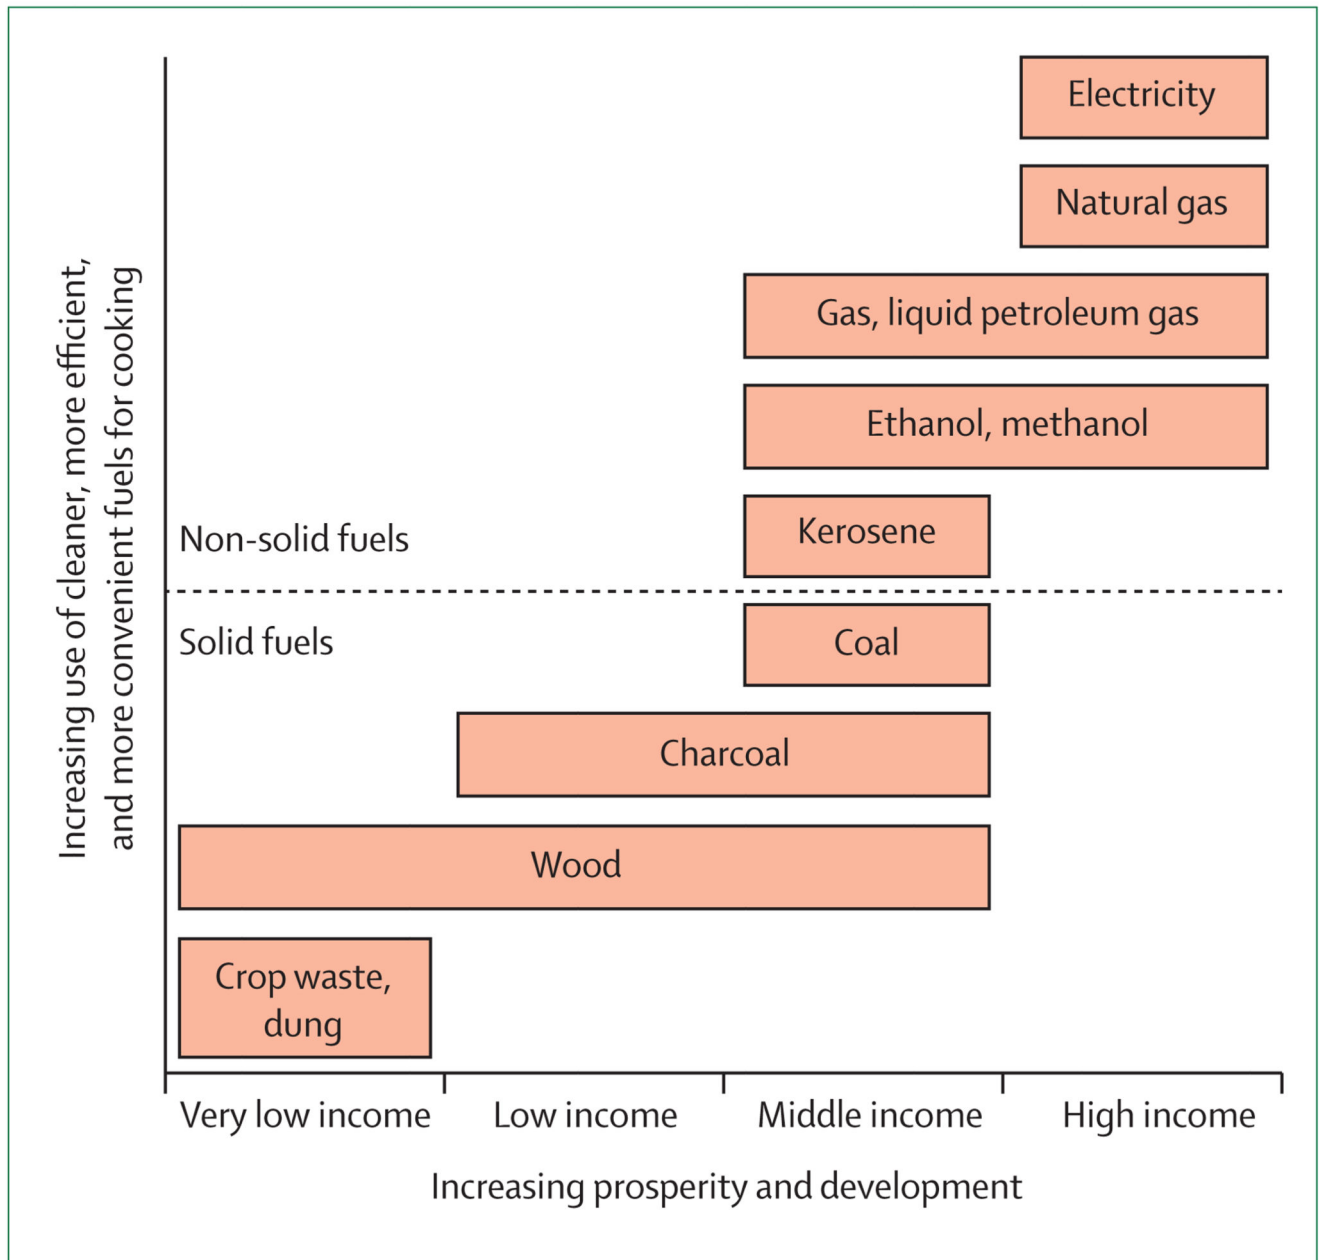 Increasing use of cleaner, more efficient,
and more convenient fuels for cooking
Electricity
Natural gas
Gas, liquid petroleum gas
Ethanol, methanol
Kerosene
Non-solid fuels
Solid fuels
Coal
Charcoal
Wood
Crop waste,
dung
Very low income
Low income
Middle income
High income
Increasing prosperity and development